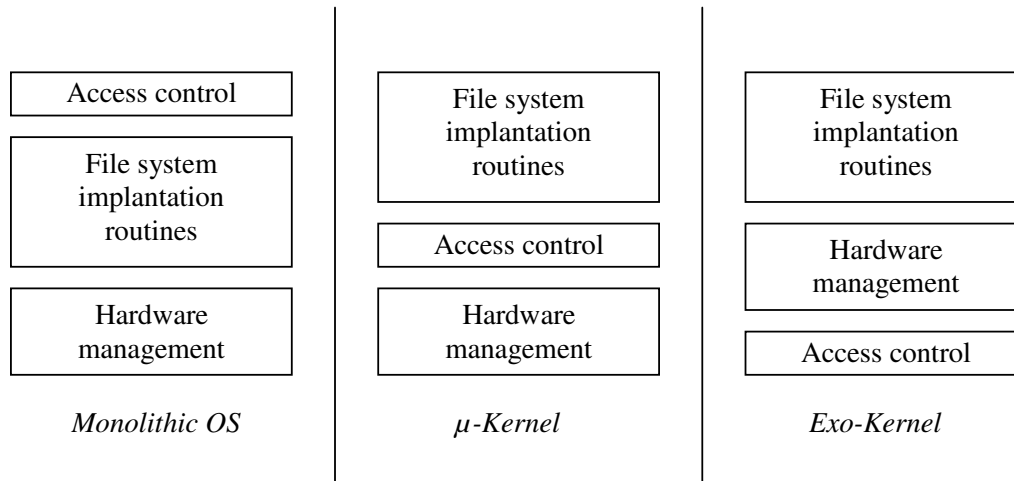 Access control
File system
implantation
routines
Hardware
management
Monolithic OS
File system
implantation
routines
Access control
Hardware
management
µ-Kernel
File system
implantation
routines
Hardware
management
Access control
Exo-Kernel